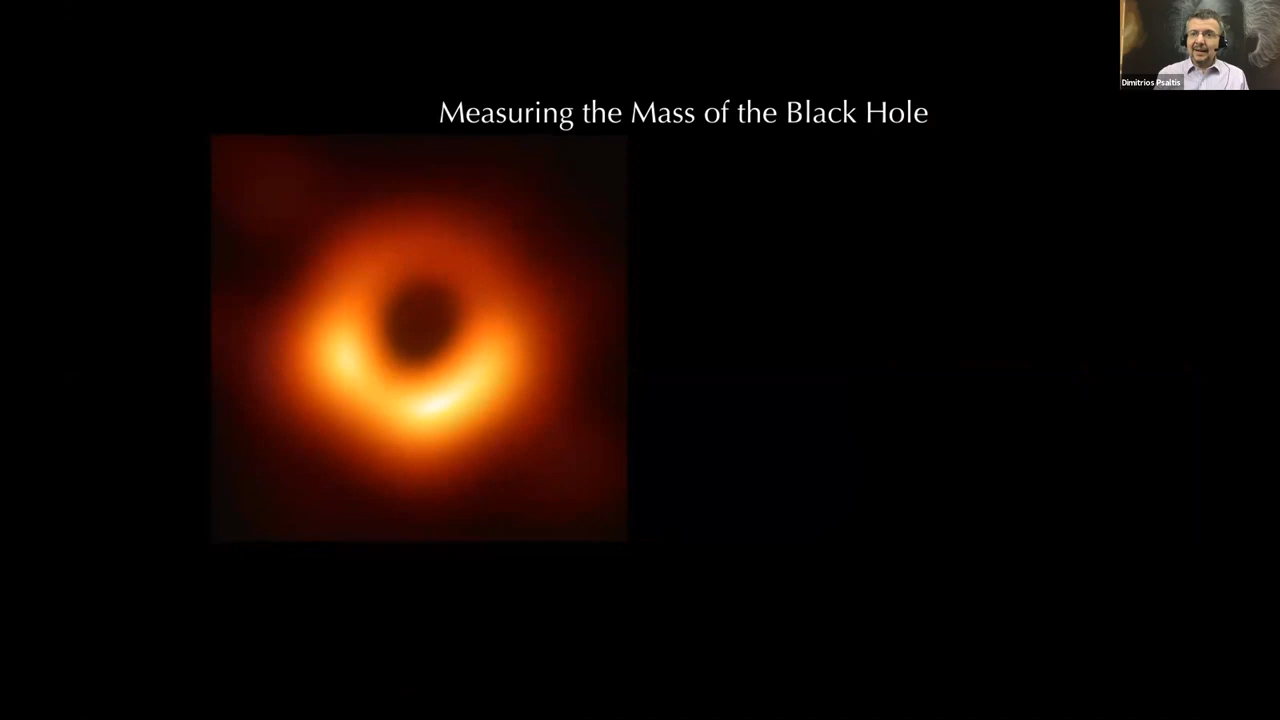 Dimitrios Psaltis
Measuring the Mass of the Black Hole